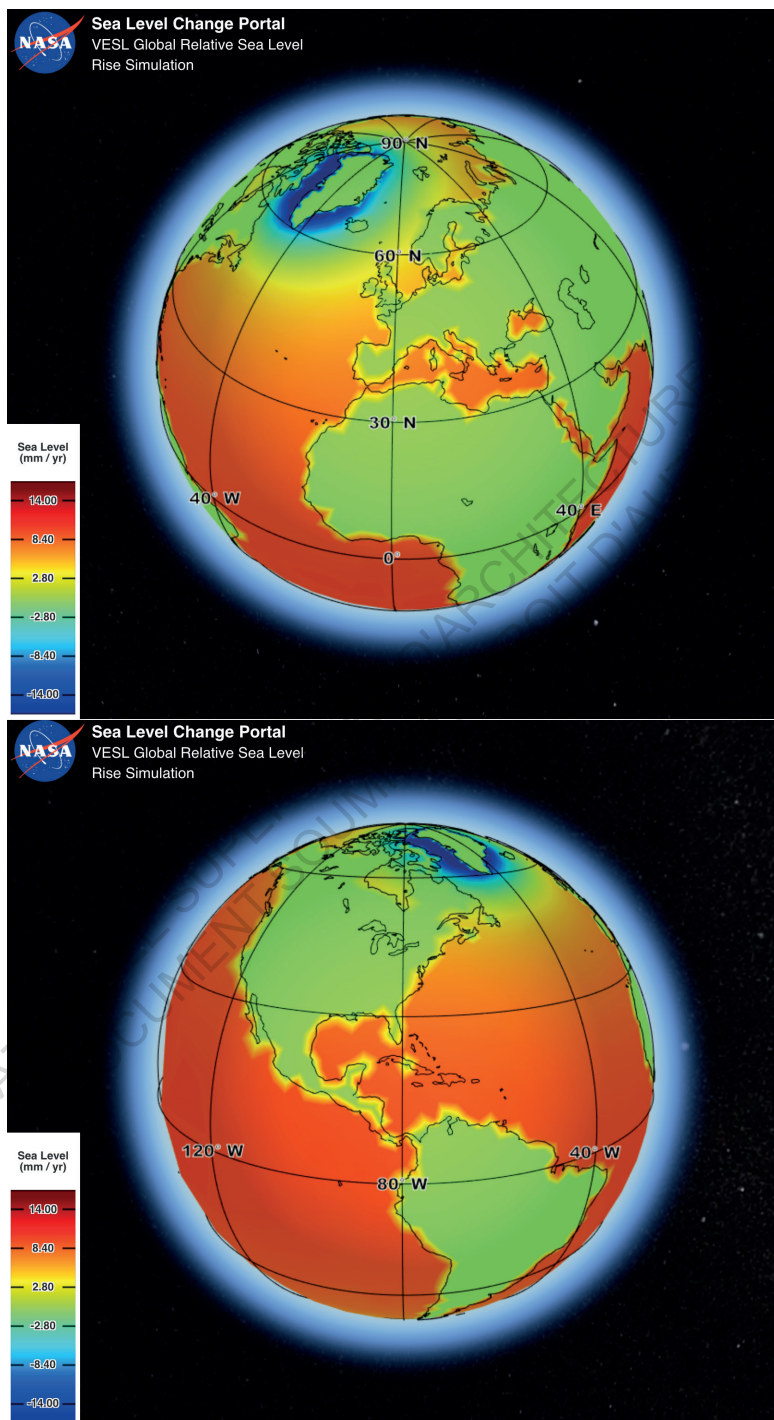 NASA
Sea Level Change Portal
VESL Global Relative Sea Level
Rise Simulation
90° N
60° N
30° N
40° W
40° E
0°
Sea Level
(mm / yr)
14.00
8.40
2.80
-2.80
-8.40
-14.00
NASA
Sea Level Change Portal
VESL Global Relative Sea Level
Rise Simulation
120° W
40° W
80° W
Sea Level
(mm / yr)
14.00
8.40
2.80
-2.80
-8.40
-14.00
D'ARCHITECTURE
DOCUMENT SOUM